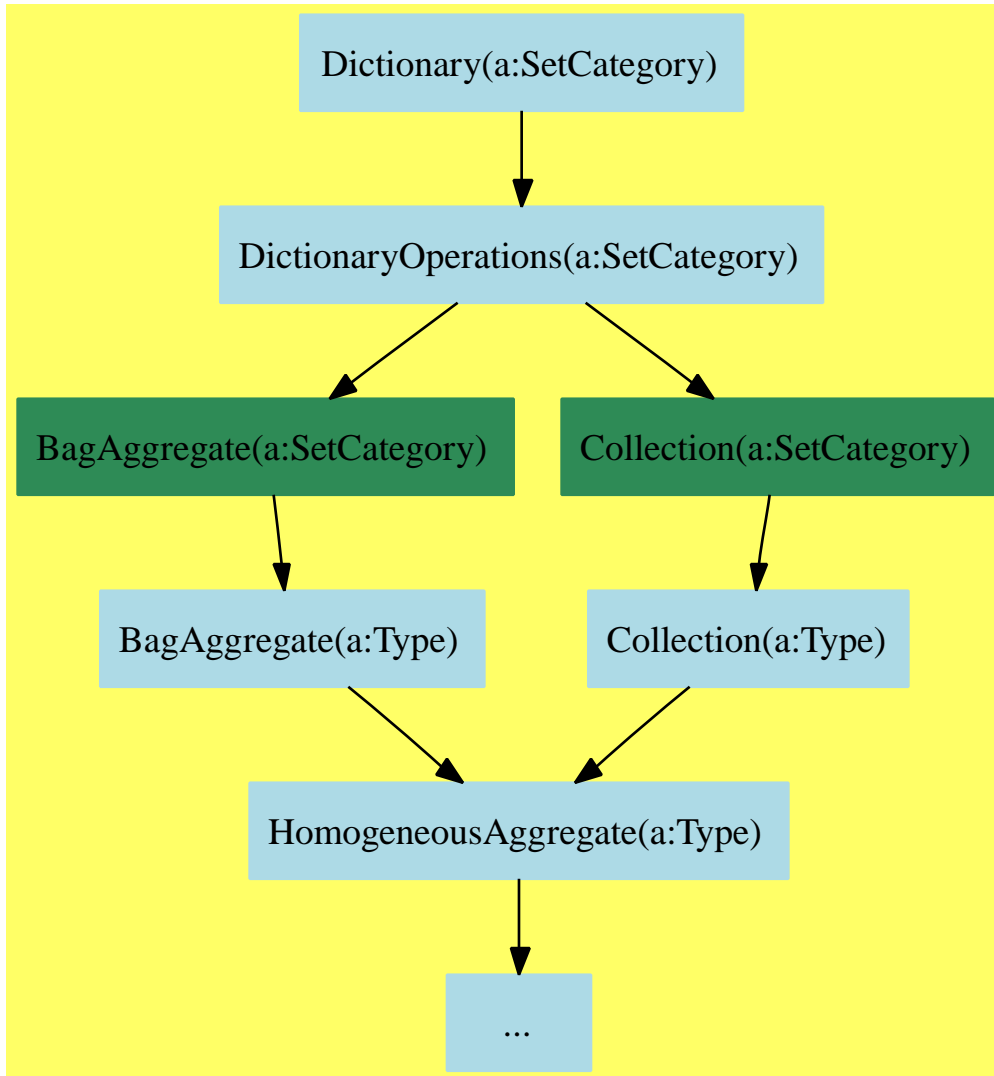 Dictionary(a:SetCategory)
DictionaryOperations(a:SetCategory)
BagAggregate(a:SetCategory)
Collection(a:SetCategory)
BagAggregate(a:Type)
Collection(a:Type)
HomogeneousAggregate(a:Type)
...